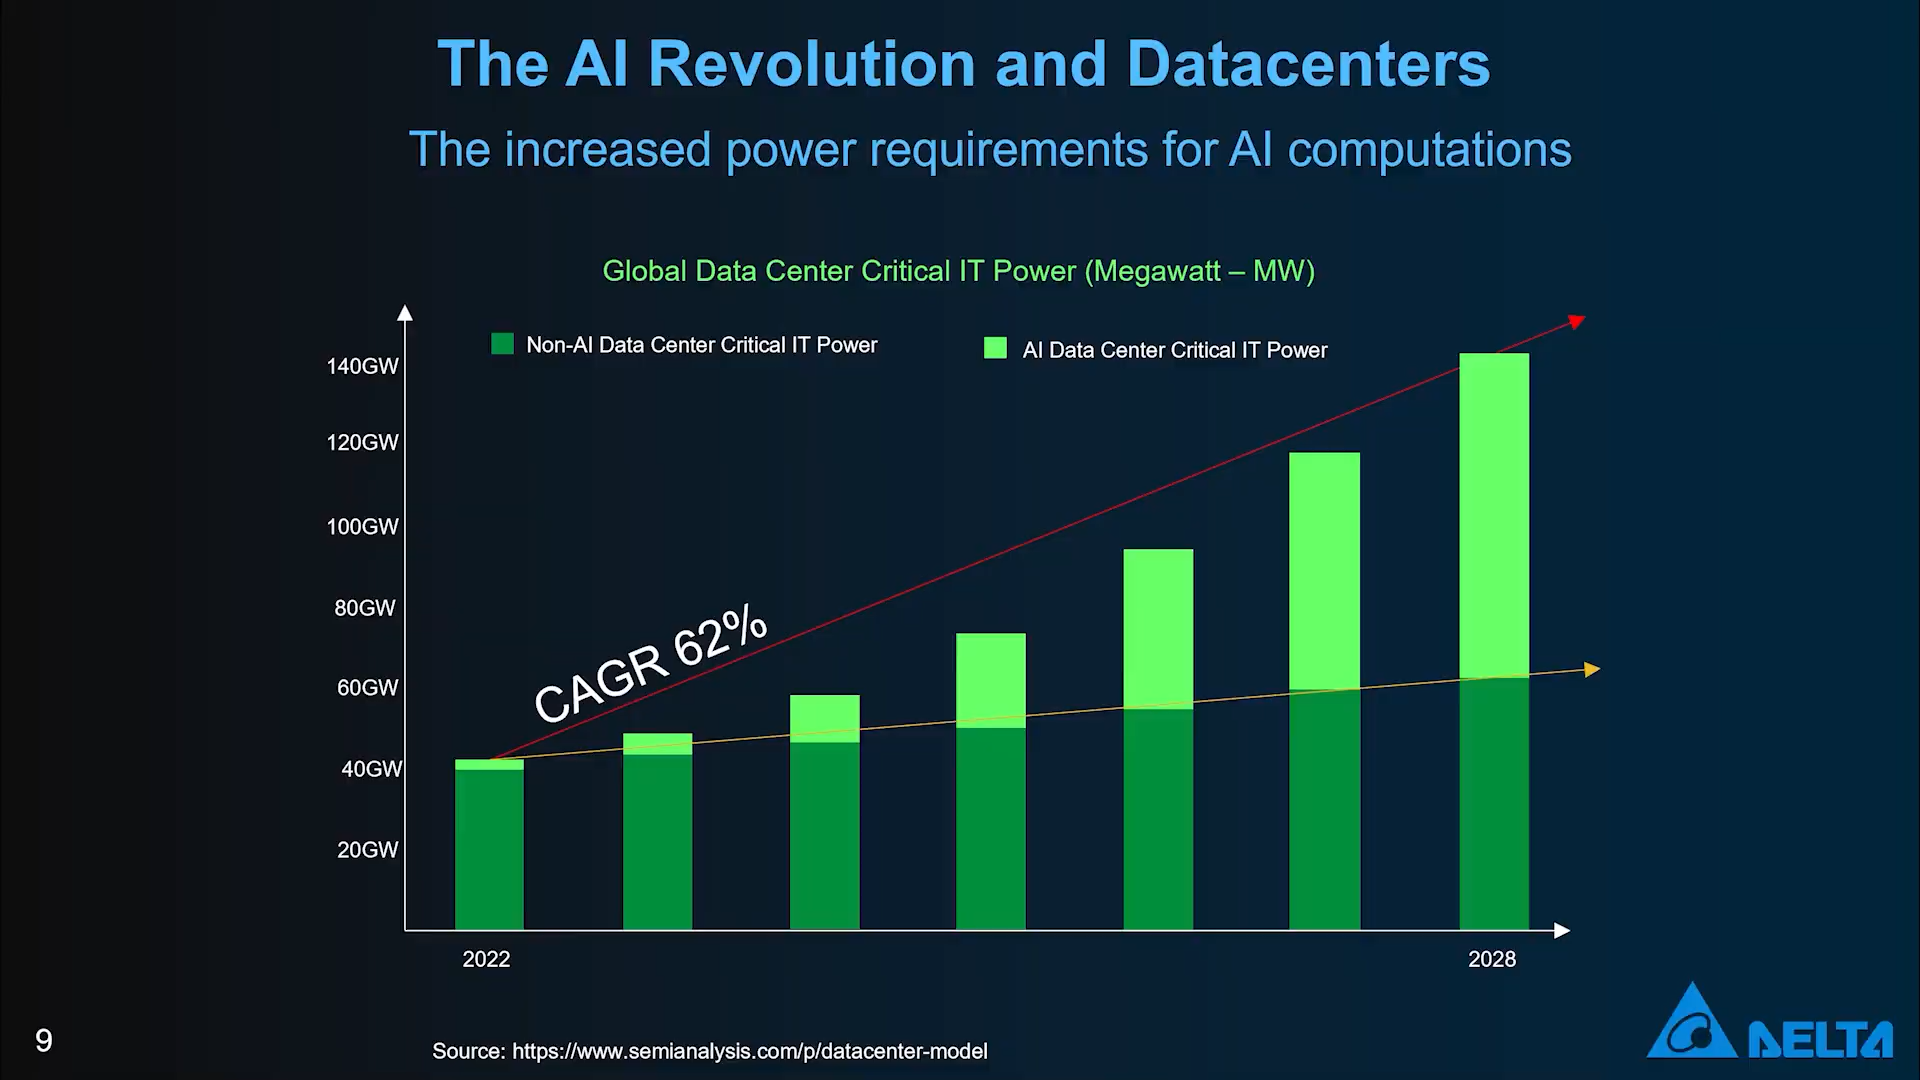 The AI Revolution and Datacenters
The increased power requirements for AI computations
Global Data Center Critical IT Power (Megawatt – MW)
Non-AI Data Center Critical IT Power
AI Data Center Critical IT Power
140GW
120GW
100GW
80GW
60GW
40GW
20GW
CAGR 62%
2022
2028
9
Source: https://www.semianalysis.com/p/datacenter-model
DELTA